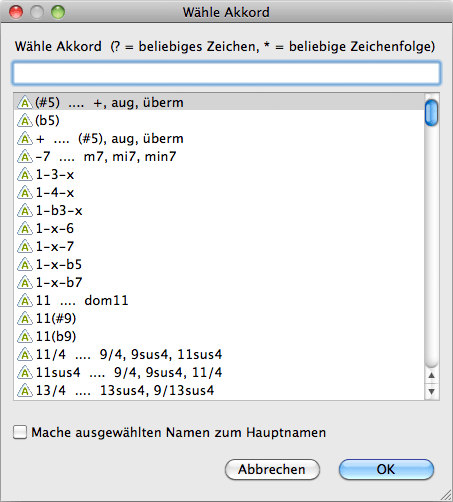 Wähle Akkord
Wähle Akkord (? = beliebiges Zeichen, * = beliebige Zeichenfolge)
(#5) .... +, aug, überm
(b5)
+ .... (#5), aug, überm
–7 .... m7, mi7, min7
1-3-x
1-4-x
1-b3-x
1-x-6
1-x-7
1-x-b5
1-x-b7
11 .... dom11
11(#9)
11(b9)
11/4 .... 9/4, 9sus4, 11sus4
11sus4 .... 9/4, 9sus4, 11/4
13/4 .... 13sus4, 9/13sus4
Mache ausgewählten Namen zum Hauptnamen
Abbrechen OK